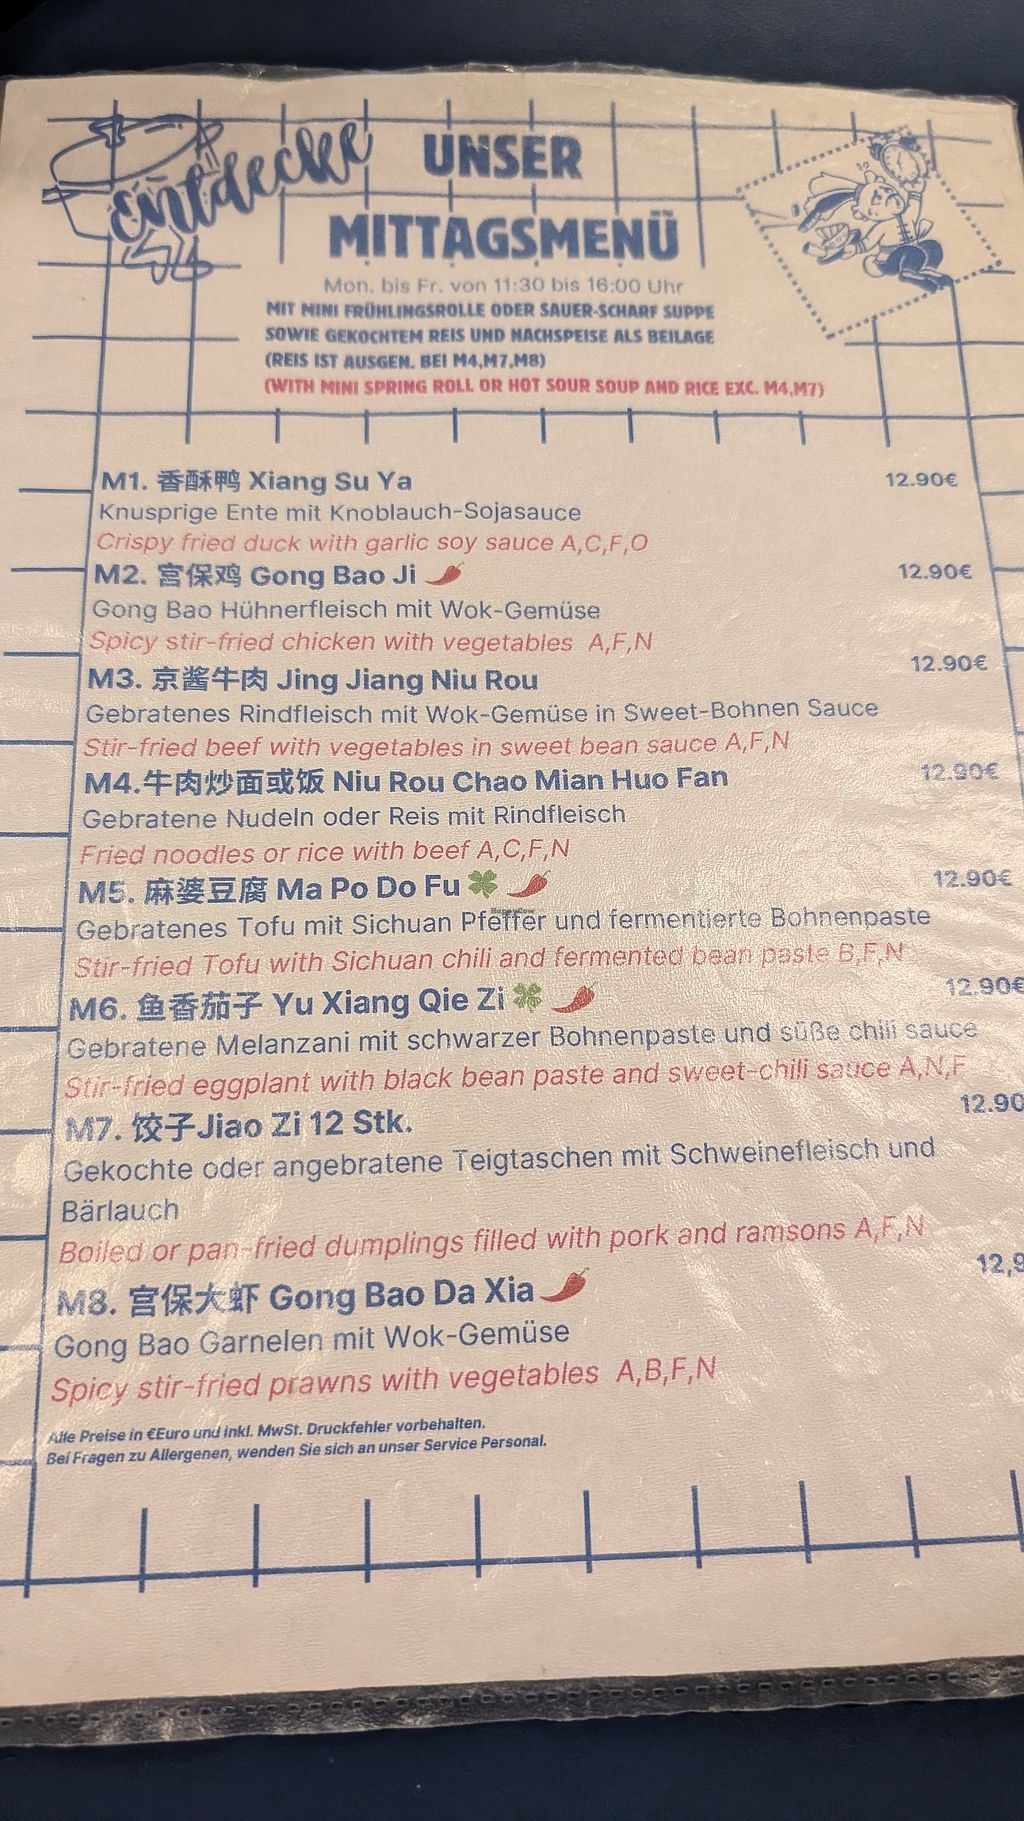 Entdecke
UNSER
MITTAGSMENÜ
Mon. bis Fr. von 11:30 bis 16:00 Uhr
MIT MINI FRÜHLINGSROLLE ODER SAUER-SCHARF SUPPE
SOWIE GEKOCHTEM REIS UND NACHSPEISE ALS BEILAGE
(REIS IST AUSGEN. BEI M4,M7,M8)
(WITH MINI SPRING ROLL OR HOT SOUR SOUP AND RICE EXC. M4,M7)
M1. 香酥鸭 Xiang Su Ya 12.90€
Knusprige Ente mit Knoblauch-Sojasauce
Crispy fried duck with garlic soy sauce A,C,F,O
M2. 宫保鸡 Gong Bao Ji 12.90€
Gong Bao Hühnerfleisch mit Wok-Gemüse
Spicy stir-fried chicken with vegetables A,F,N
M3. 京酱牛肉 Jing Jiang Niu Rou 12.90€
Gebratenes Rindfleisch mit Wok-Gemüse in Sweet-Bohnen Sauce
Stir-fried beef with vegetables in sweet bean sauce A,F,N
M4.牛肉炒面或饭 Niu Rou Chao Mian Huo Fan 12.90€
Gebratene Nudeln oder Reis mit Rindfleisch
Fried noodles or rice with beef A,C,F,N
M5. 麻婆豆腐 Ma Po Do Fu 12.90€
HappyCow
Gebratenes Tofu mit Sichuan Pfeffer und fermentierte Bohnenpaste
Stir-fried Tofu with Sichuan chili and fermented bean paste B,F,N
M6. 鱼香茄子 Yu Xiang Qie Zi 12.90€
Gebratene Melanzani mit schwarzer Bohnenpaste und süße chili sauce
Stir-fried eggplant with black bean paste and sweet-chili sauce A,N,F
M7. 饺子Jiao Zi 12 Stk. 12.90
Gekochte oder angebratene Teigtaschen mit Schweinefleisch und
Bärlauch
Boiled or pan-fried dumplings filled with pork and ramsons A,F,N
M8. 宫保大虾 Gong Bao Da Xia 12,9
Gong Bao Garnelen mit Wok-Gemüse
Spicy stir-fried prawns with vegetables A,B,F,N
Alle Preise in €Euro und inkl. MwSt. Druckfehler vorbehalten.
Bei Fragen zu Allergenen, wenden Sie sich an unser Service Personal.